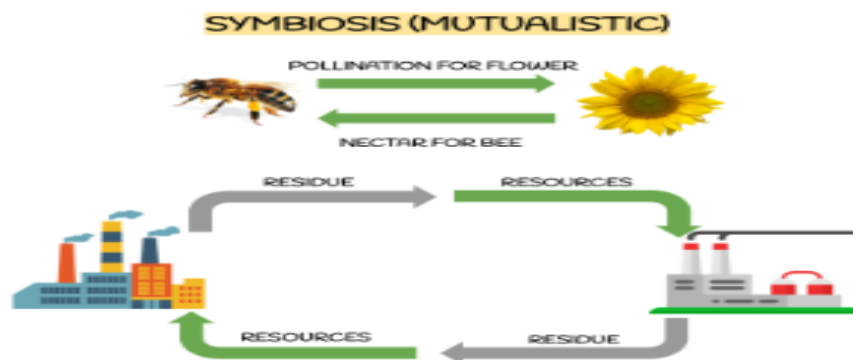 SYMBIOSIS (MUTUALISTIC)
POLLINATION FOR FLOWER
NECTAR FOR BEE
RESIDUE
RESOURCES
RESOURCES
RESIDUE